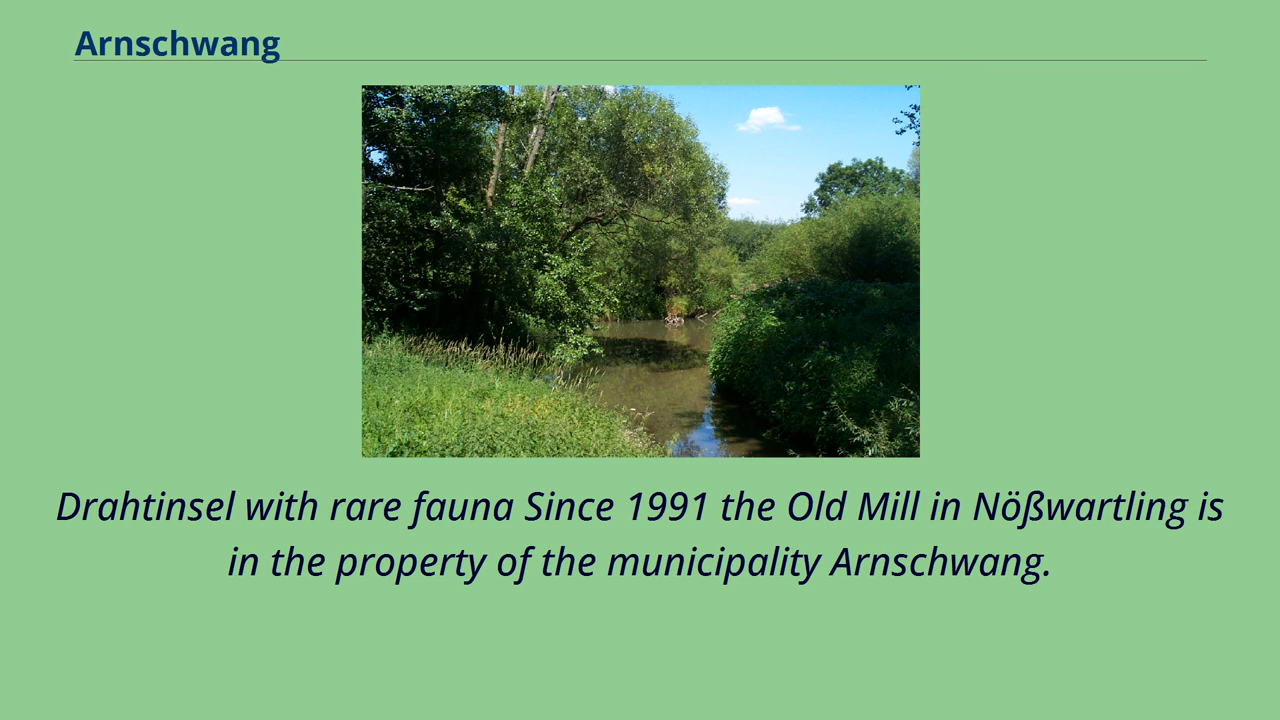 Arnschwang
Drahtinsel with rare fauna Since 1991 the Old Mill in Nößwartling is
in the property of the municipality Arnschwang.